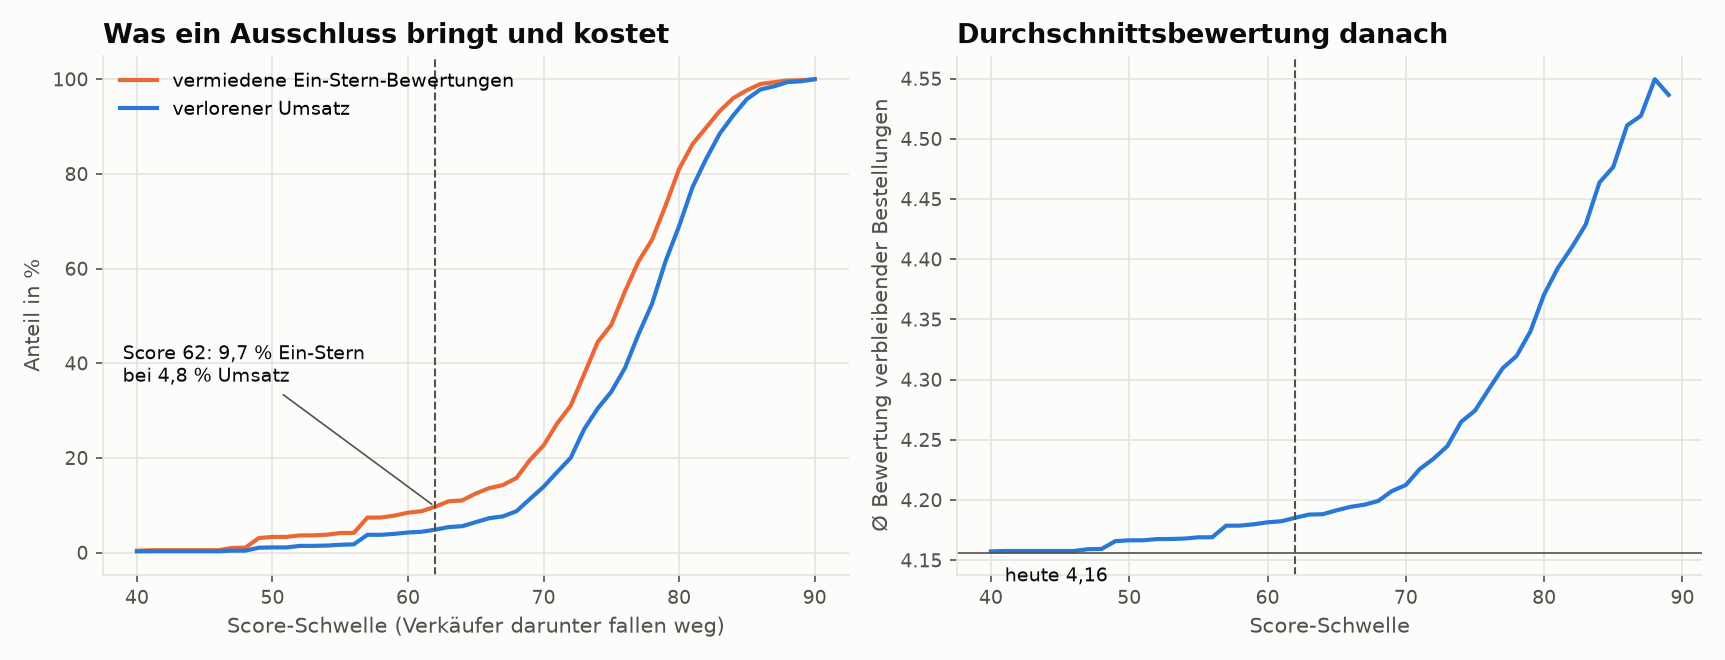 Was ein Ausschluss bringt und kostet
vermiedene Ein-Stern-Bewertungen
verlorener Umsatz
Anteil in %
100
80
60
40
20
0
Score 62: 9,7 % Ein-Stern
bei 4,8 % Umsatz
40 50 60 70 80 90
Score-Schwelle (Verkäufer darunter fallen weg)
Durchschnittsbewertung danach
Ø Bewertung verbleibender Bestellungen
4.55
4.50
4.45
4.40
4.35
4.30
4.25
4.20
4.15
heute 4,16
40 50 60 70 80 90
Score-Schwelle